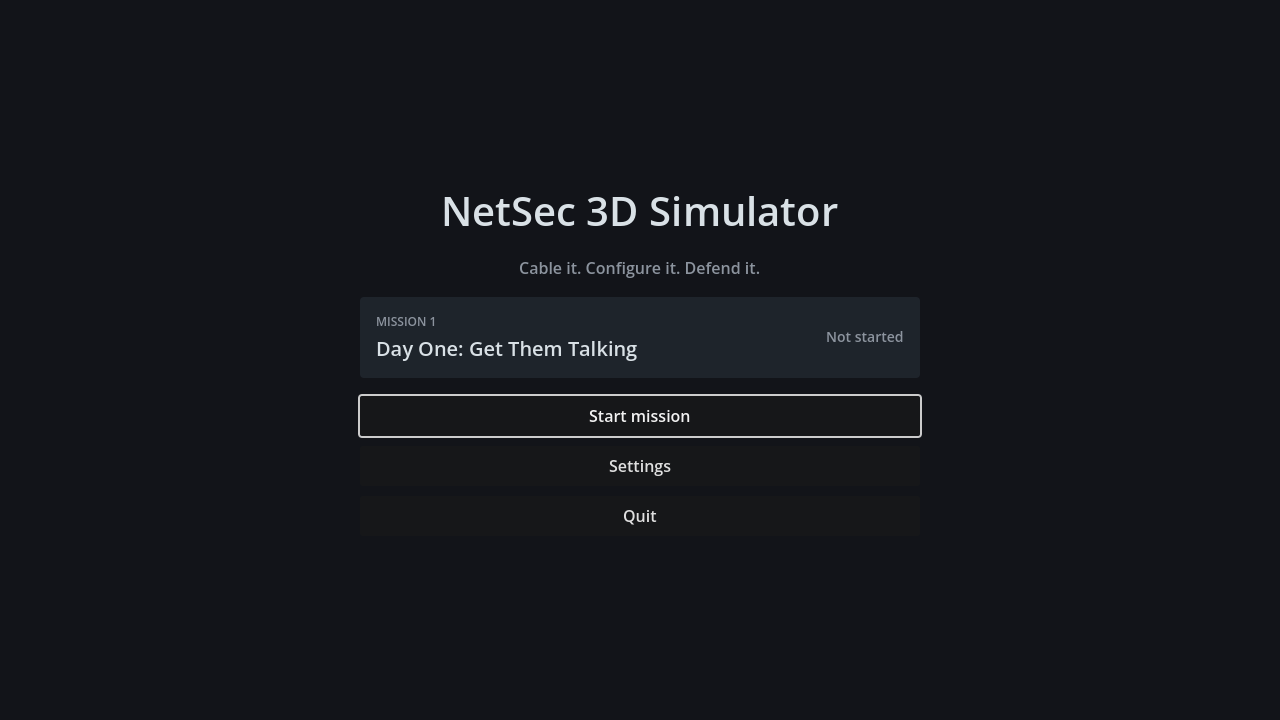 NetSec 3D Simulator
Cable it. Configure it. Defend it.
MISSION 1
Day One: Get Them Talking
Not started
Start mission
Settings
Quit